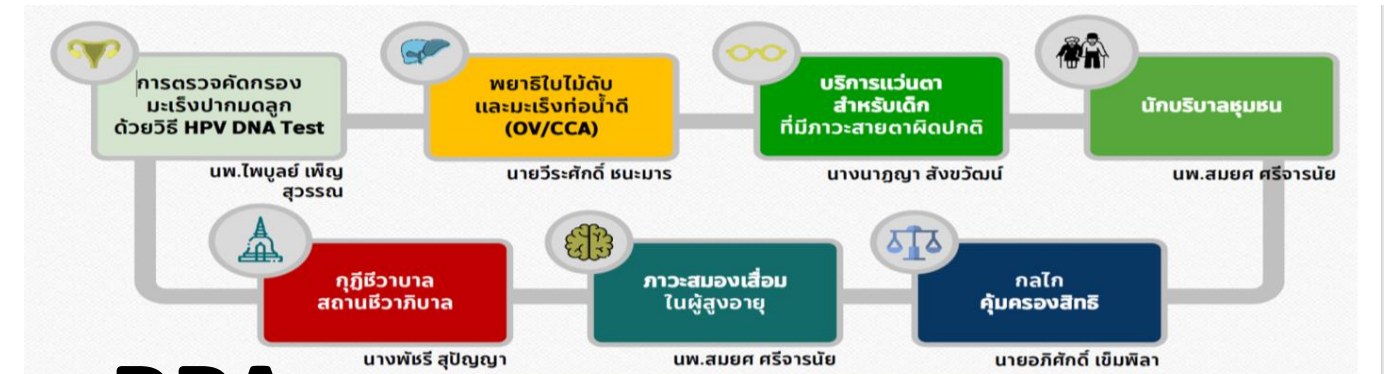 การตรวจคัดกรอง
มะเร็งปากมดลูก
ด้วยวิธี HPV DNA Test
นพ.ไพบูลย์ เพ็ญ
สุวรรณ
พยาธิใบไม้ตับ
และมะเร็งท่อน้ำดี
(OV/CCA)
นายวีระศักดิ์ ชนะมาร
บริการแว่นตา
สำหรับเด็ก
ที่มีภาวะสายตาผิดปกติ
นางนาฏญา สังขวัฒน์
นักบริบาลชุมชน
นพ.สมยศ ศรีจารนัย
กุฏีชีวาบาล
สถานชีวาภิบาล
นางพัชรี สุปัญญา
ภาวะสมองเสื่อม
ในผู้สูงอายุ
นพ.สมยศ ศรีจารนัย
กลไก
คุ้มครองสิทธิ
นายอภิศักดิ์ เข็มพิลา